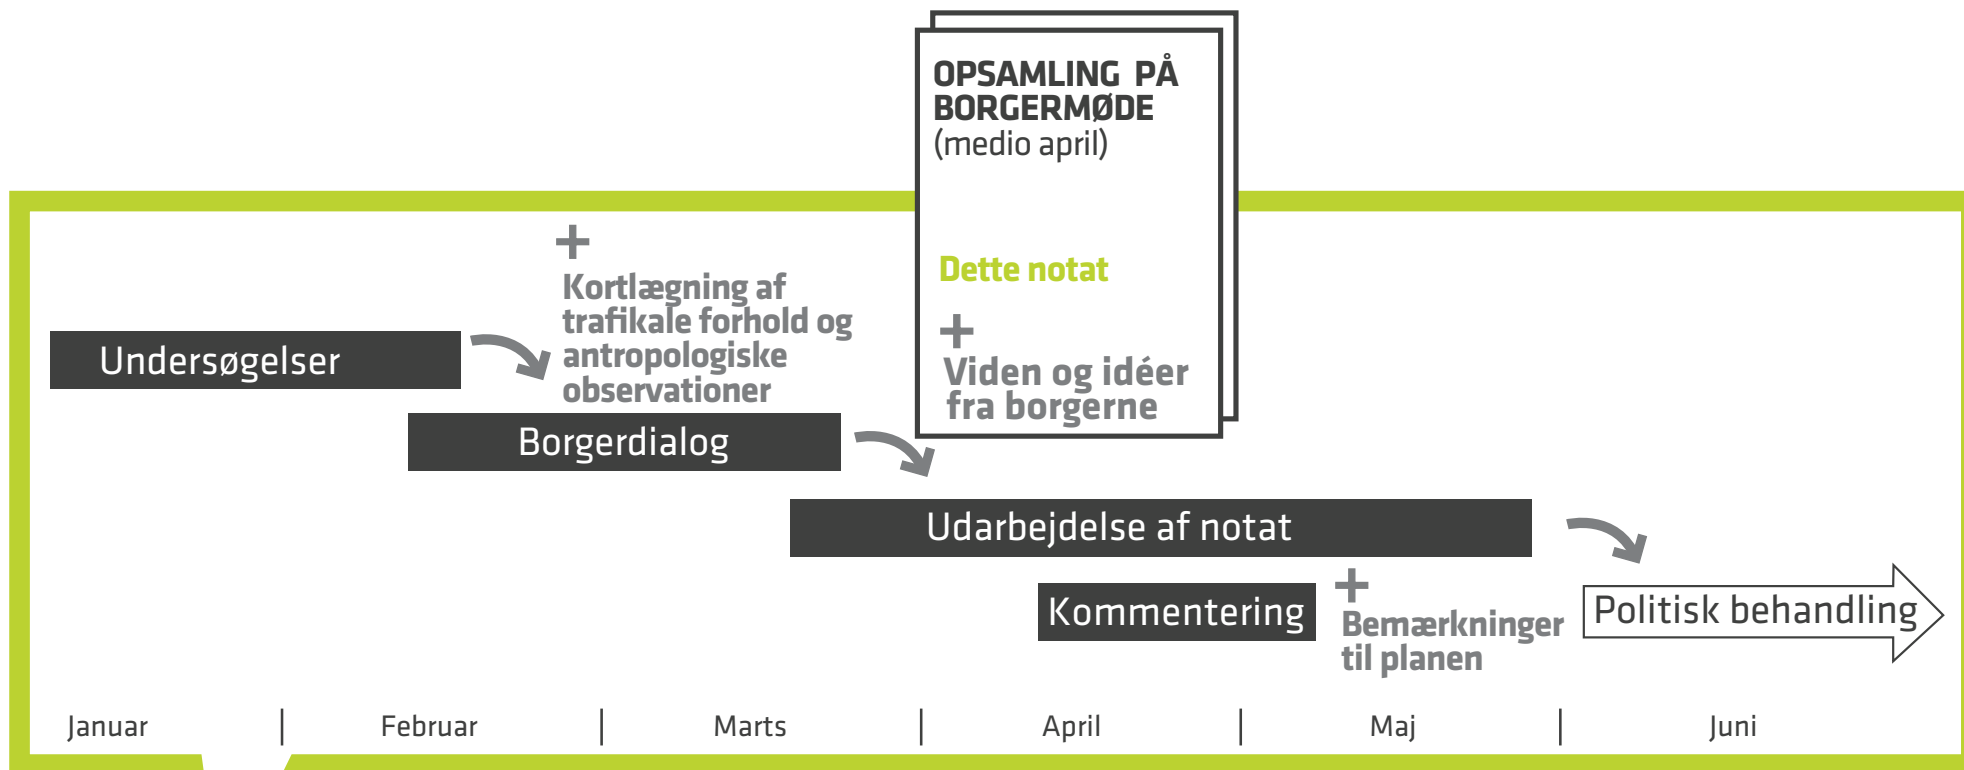 OPSAMLING PÅ
BORGERMØDE
(medio april)
Dette notat
+
Viden og idéer
fra borgerne
+
Kortlægning af
trafikale forhold og
antropologiske
observationer
Undersøgelser
Borgerdialog
Udarbejdelse af notat
Kommentering
+
Bemærkninger
til planen
Politisk behandling
Januar | Februar | Marts | April | Maj | Juni